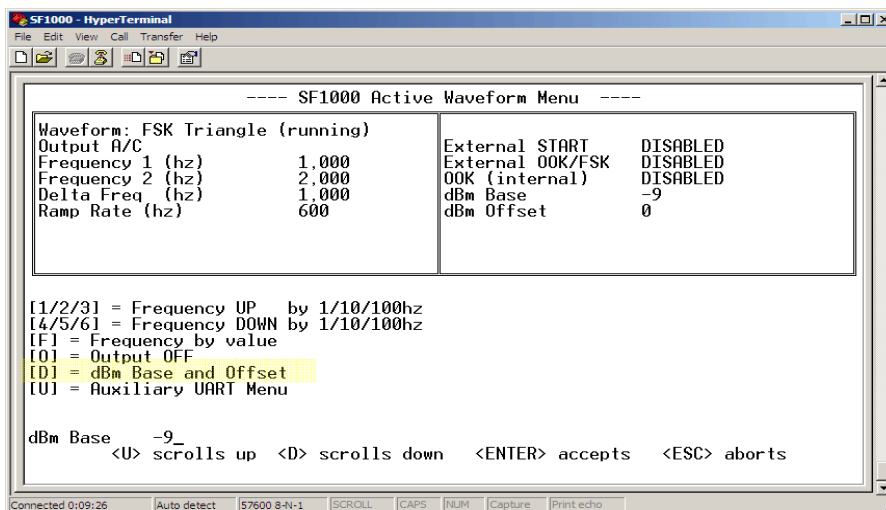 SF1000 - HyperTerminal
File Edit View Call Transfer Help
---- SF1000 Active Waveform Menu ----
Waveform: FSK Triangle (running)
Output A/C
Frequency 1 (hz) 1,000
Frequency 2 (hz) 2,000
Delta Freq (hz) 1,000
Ramp Rate (hz) 600
External START DISABLED
External OOK/FSK DISABLED
OOK (internal) DISABLED
dBm Base -9
dBm Offset 0
[1/2/3] = Frequency UP by 1/10/100hz
[4/5/6] = Frequency DOWN by 1/10/100hz
[F] = Frequency by value
[O] = Output OFF
[D] = dBm Base and Offset
[U] = Auxiliary UART Menu
dBm Base -9_
<U> scrolls up <D> scrolls down <ENTER> accepts <ESC> aborts
Connected 0:09:26 Auto detect 57600 8-N-1 SCROLL CAPS NUM Capture Print echo